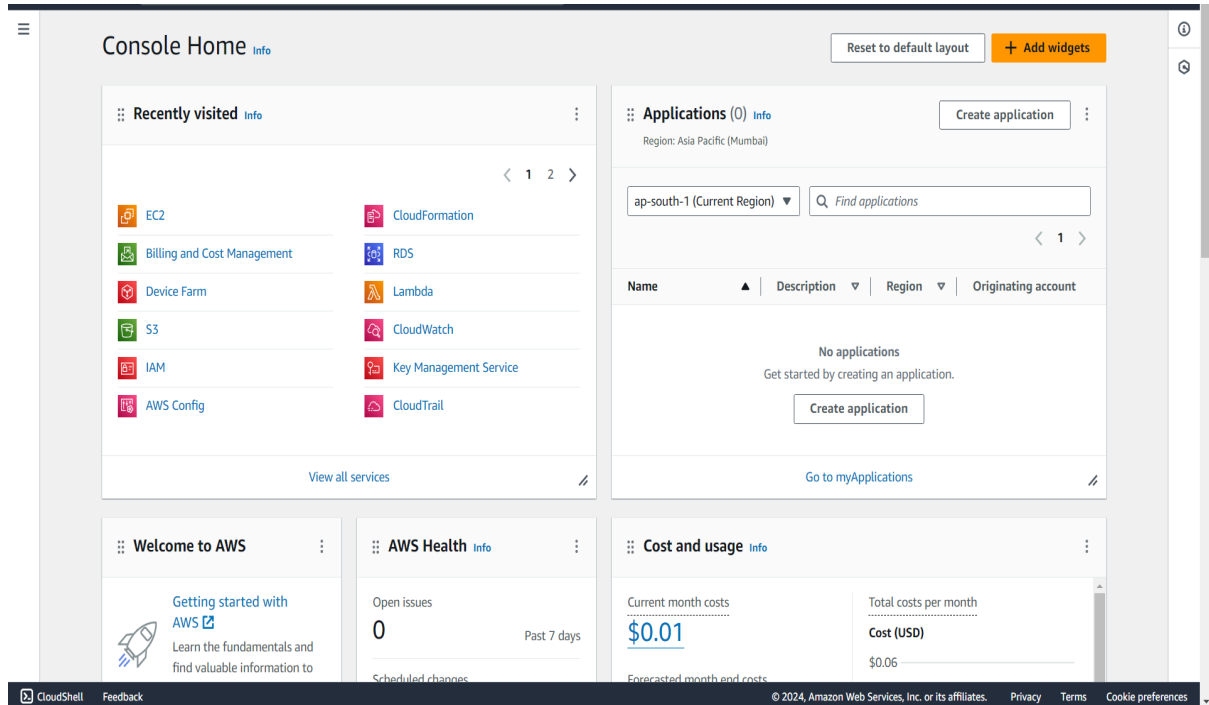 Console Home Info
Reset to default layout
+ Add widgets
Recently visited Info
1 2
EC2
Billing and Cost Management
Device Farm
S3
IAM
AWS Config
CloudFormation
RDS
Lambda
CloudWatch
Key Management Service
CloudTrail
View all services
Applications (0) Info
Region: Asia Pacific (Mumbai)
Create application
ap-south-1 (Current Region)
Find applications
1
Name Description Region Originating account
No applications
Get started by creating an application.
Create application
Go to myApplications
Welcome to AWS
Getting started with
AWS
Learn the fundamentals and
find valuable information to
AWS Health Info
Open issues
0
Past 7 days
Scheduled changes
Cost and usage Info
Current month costs
$0.01
Forecasted month end costs
Total costs per month
Cost (USD)
$0.06
CloudShell Feedback © 2024, Amazon Web Services, Inc. or its affiliates. Privacy Terms Cookie preferences